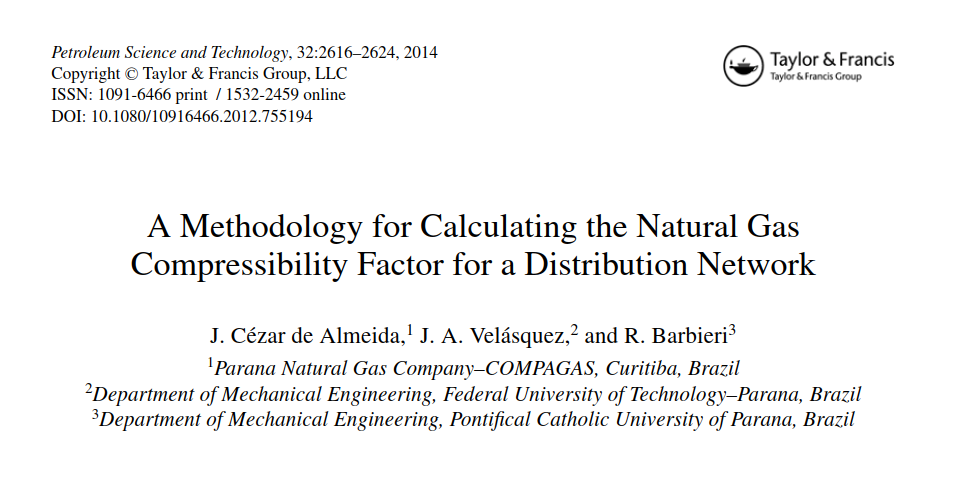 Petroleum Science and Technology, 32:2616–2624, 2014
Copyright © Taylor & Francis Group, LLC
ISSN: 1091-6466 print / 1532-2459 online
DOI: 10.1080/10916466.2012.755194
Taylor & Francis
Taylor & Francis Group
A Methodology for Calculating the Natural Gas
Compressibility Factor for a Distribution Network
J. Cézar de Almeida,¹ J. A. Velásquez,² and R. Barbieri³
¹Parana Natural Gas Company–COMPAGAS, Curitiba, Brazil
²Department of Mechanical Engineering, Federal University of Technology–Parana, Brazil
³Department of Mechanical Engineering, Pontifical Catholic University of Parana, Brazil